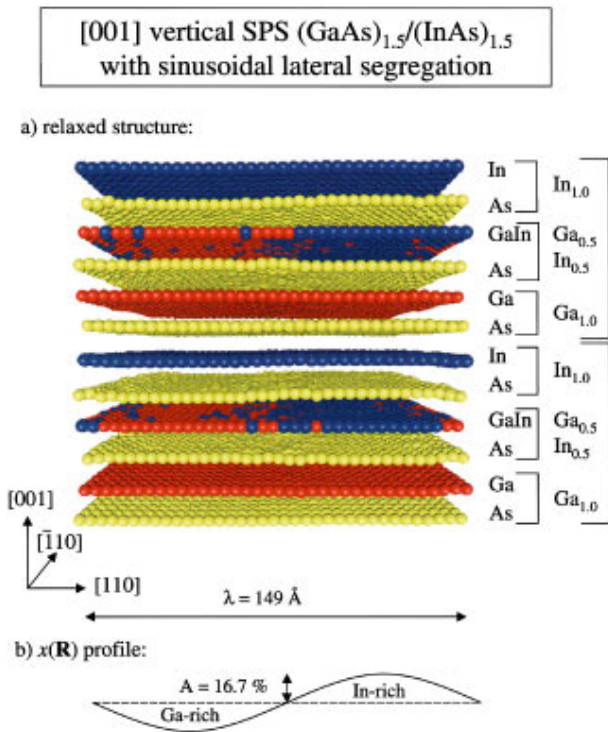 [001] vertical SPS (GaAs)₁.₅/(InAs)₁.₅
with sinusoidal lateral segregation
a) relaxed structure:
In
As
In₁.₀
GaIn
As
Ga₀.₅
In₀.₅
Ga
As
Ga₁.₀
In
As
In₁.₀
GaIn
As
Ga₀.₅
In₀.₅
Ga
As
Ga₁.₀
[001]
[1̄10]
[110]
λ = 149 Å
b) x(R) profile:
A = 16.7 %
In-rich
Ga-rich